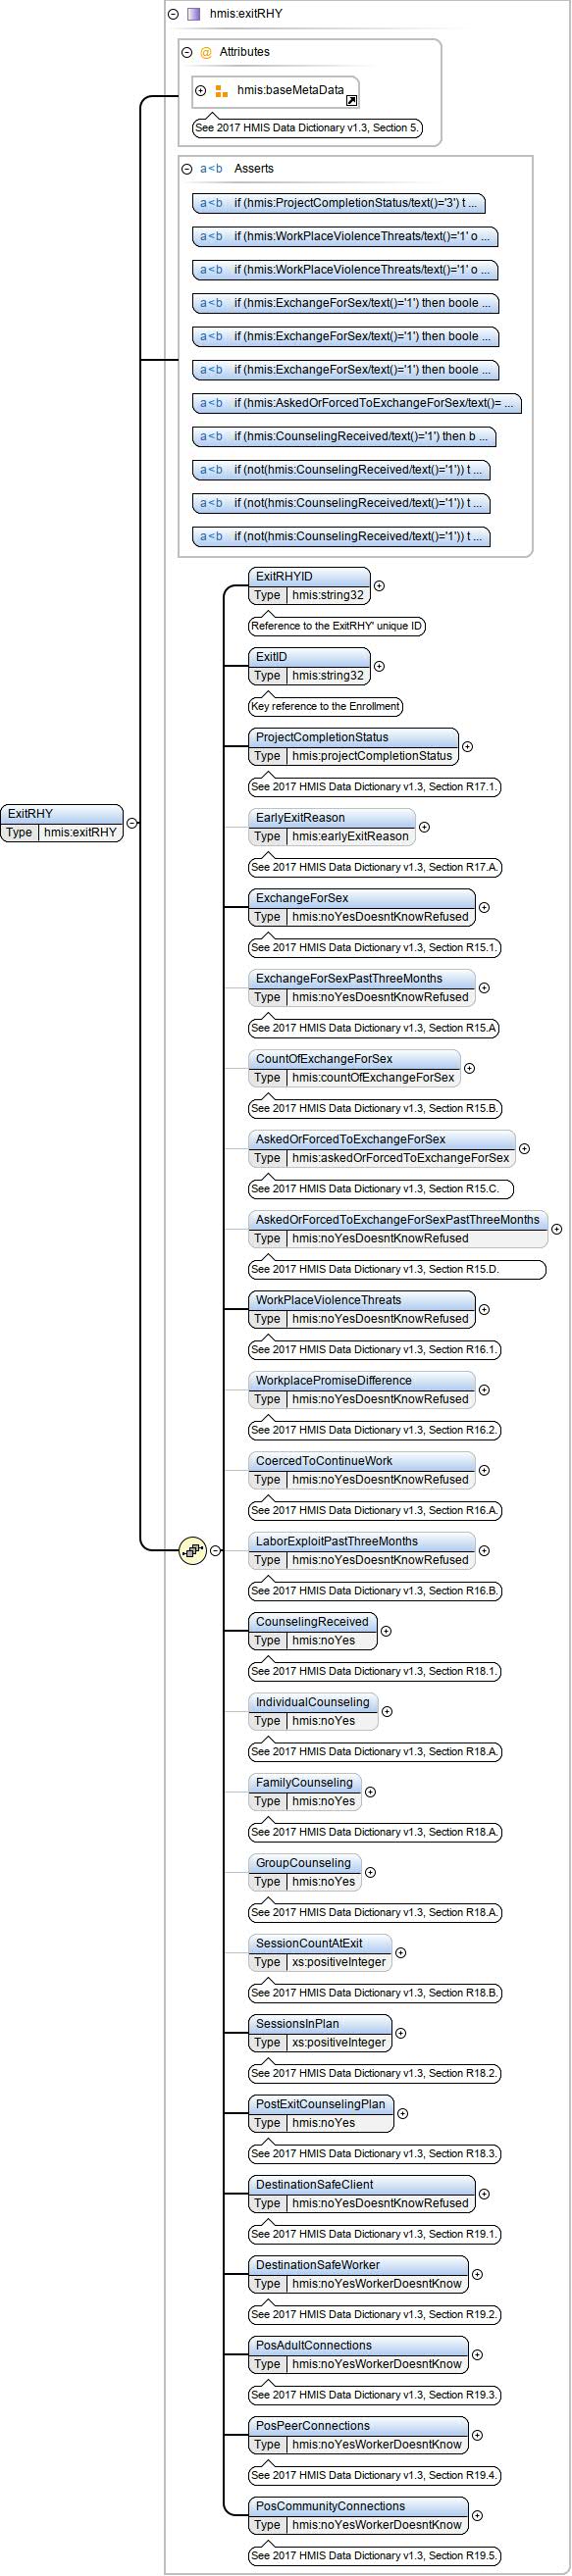 hmis:exitRHY
@ Attributes
hmis:baseMetaData
See 2017 HMIS Data Dictionary v1.3, Section 5.
a<b Asserts
a<b if (hmis:ProjectCompletionStatus/text()='3') t ...
a<b if (hmis:WorkPlaceViolenceThreats/text()='1' o ...
a<b if (hmis:WorkPlaceViolenceThreats/text()='1' o ...
a<b if (hmis:ExchangeForSex/text()='1') then boole ...
a<b if (hmis:ExchangeForSex/text()='1') then boole ...
a<b if (hmis:ExchangeForSex/text()='1') then boole ...
a<b if (hmis:AskedOrForcedToExchangeForSex/text()= ...
a<b if (hmis:CounselingReceived/text()='1') then b ...
a<b if (not(hmis:CounselingReceived/text()='1')) t ...
a<b if (not(hmis:CounselingReceived/text()='1')) t ...
a<b if (not(hmis:CounselingReceived/text()='1')) t ...
ExitRHYID
Type hmis:string32
Reference to the ExitRHY' unique ID
ExitID
Type hmis:string32
Key reference to the Enrollment
ProjectCompletionStatus
Type hmis:projectCompletionStatus
See 2017 HMIS Data Dictionary v1.3, Section R17.1.
ExitRHY
Type hmis:exitRHY
EarlyExitReason
Type hmis:earlyExitReason
See 2017 HMIS Data Dictionary v1.3, Section R17.A.
ExchangeForSex
Type hmis:noYesDoesntKnowRefused
See 2017 HMIS Data Dictionary v1.3, Section R15.1.
ExchangeForSexPastThreeMonths
Type hmis:noYesDoesntKnowRefused
See 2017 HMIS Data Dictionary v1.3, Section R15.A
CountOfExchangeForSex
Type hmis:countOfExchangeForSex
See 2017 HMIS Data Dictionary v1.3, Section R15.B.
AskedOrForcedToExchangeForSex
Type hmis:askedOrForcedToExchangeForSex
See 2017 HMIS Data Dictionary v1.3, Section R15.C.
AskedOrForcedToExchangeForSexPastThreeMonths
Type hmis:noYesDoesntKnowRefused
See 2017 HMIS Data Dictionary v1.3, Section R15.D.
WorkPlaceViolenceThreats
Type hmis:noYesDoesntKnowRefused
See 2017 HMIS Data Dictionary v1.3, Section R16.1.
WorkplacePromiseDifference
Type hmis:noYesDoesntKnowRefused
See 2017 HMIS Data Dictionary v1.3, Section R16.2.
CoercedToContinueWork
Type hmis:noYesDoesntKnowRefused
See 2017 HMIS Data Dictionary v1.3, Section R16.A.
LaborExploitPastThreeMonths
Type hmis:noYesDoesntKnowRefused
See 2017 HMIS Data Dictionary v1.3, Section R16.B.
CounselingReceived
Type hmis:noYes
See 2017 HMIS Data Dictionary v1.3, Section R18.1.
IndividualCounseling
Type hmis:noYes
See 2017 HMIS Data Dictionary v1.3, Section R18.A.
FamilyCounseling
Type hmis:noYes
See 2017 HMIS Data Dictionary v1.3, Section R18.A.
GroupCounseling
Type hmis:noYes
See 2017 HMIS Data Dictionary v1.3, Section R18.A.
SessionCountAtExit
Type xs:positiveInteger
See 2017 HMIS Data Dictionary v1.3, Section R18.B.
SessionsInPlan
Type xs:positiveInteger
See 2017 HMIS Data Dictionary v1.3, Section R18.2.
PostExitCounselingPlan
Type hmis:noYes
See 2017 HMIS Data Dictionary v1.3, Section R18.3.
DestinationSafeClient
Type hmis:noYesDoesntKnowRefused
See 2017 HMIS Data Dictionary v1.3, Section R19.1.
DestinationSafeWorker
Type hmis:noYesWorkerDoesntKnow
See 2017 HMIS Data Dictionary v1.3, Section R19.2.
PosAdultConnections
Type hmis:noYesWorkerDoesntKnow
See 2017 HMIS Data Dictionary v1.3, Section R19.3.
PosPeerConnections
Type hmis:noYesWorkerDoesntKnow
See 2017 HMIS Data Dictionary v1.3, Section R19.4.
PosCommunityConnections
Type hmis:noYesWorkerDoesntKnow
See 2017 HMIS Data Dictionary v1.3, Section R19.5.